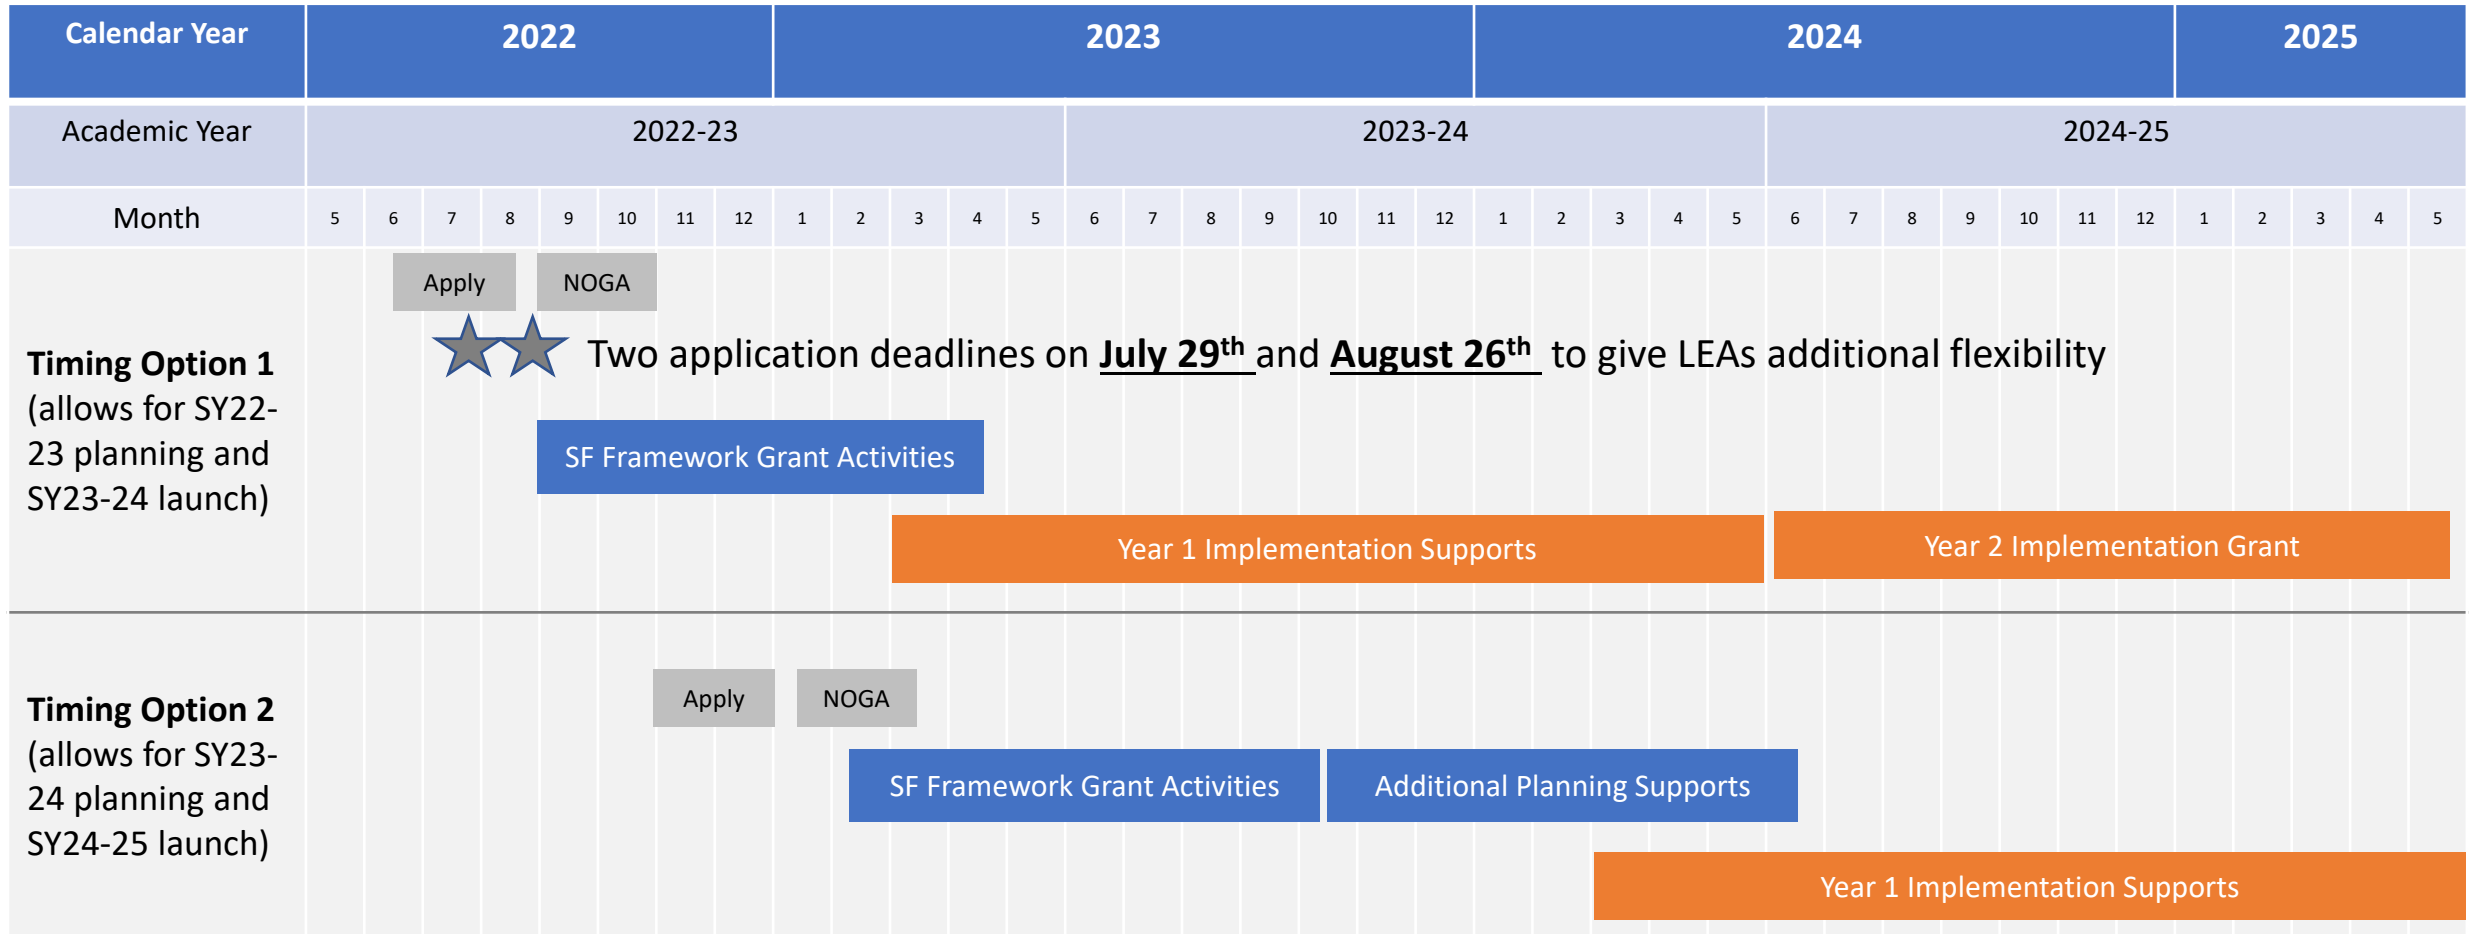 Calendar Year 2022 2023 2024 2025
Academic Year 2022-23 2023-24 2024-25
Month 5 6 7 8 9 10 11 12 1 2 3 4 5 6 7 8 9 10 11 12 1 2 3 4 5 6 7 8 9 10 11 12 1 2 3 4 5
Apply NOGA
Two application deadlines on July 29th and August 26th to give LEAs additional flexibility
Timing Option 1
(allows for SY22-
23 planning and
SY23-24 launch)
SF Framework Grant Activities
Year 1 Implementation Supports Year 2 Implementation Grant
Apply NOGA
Timing Option 2
(allows for SY23-
24 planning and
SY24-25 launch)
SF Framework Grant Activities Additional Planning Supports
Year 1 Implementation Supports